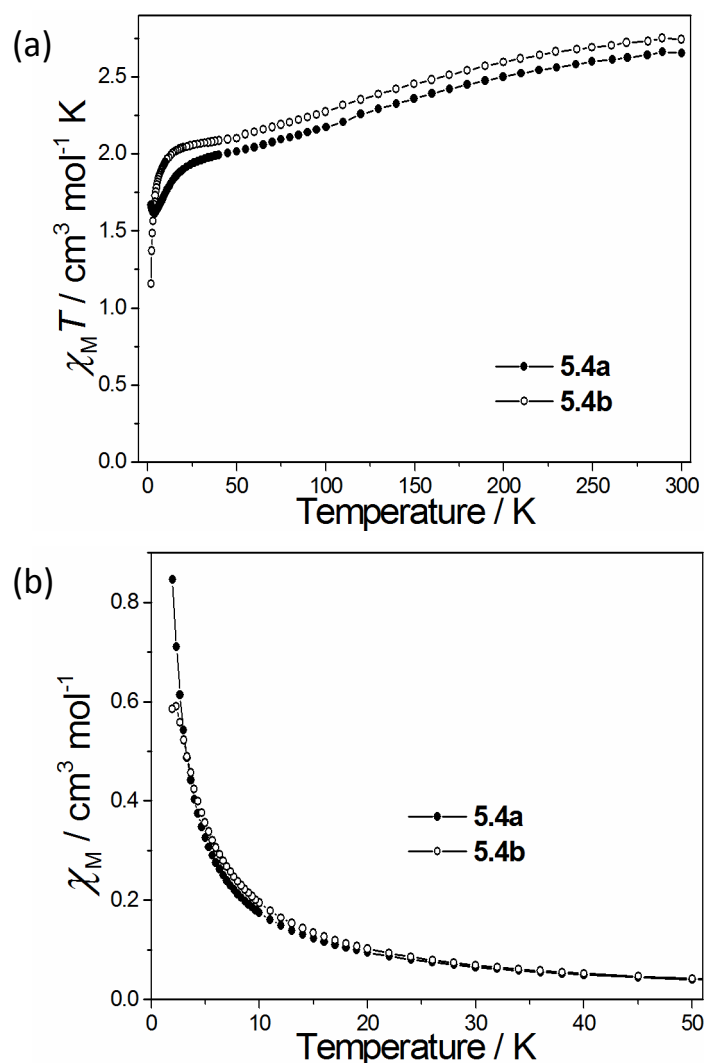 (a)
χ_M T / cm³ mol⁻¹ K
2.5
2.0
1.5
1.0
0.5
0.0
5.4a
5.4b
0 50 100 150 200 250 300
Temperature / K
(b)
χ_M / cm³ mol⁻¹
0.8
0.6
0.4
0.2
0.0
5.4a
5.4b
0 10 20 30 40 50
Temperature / K